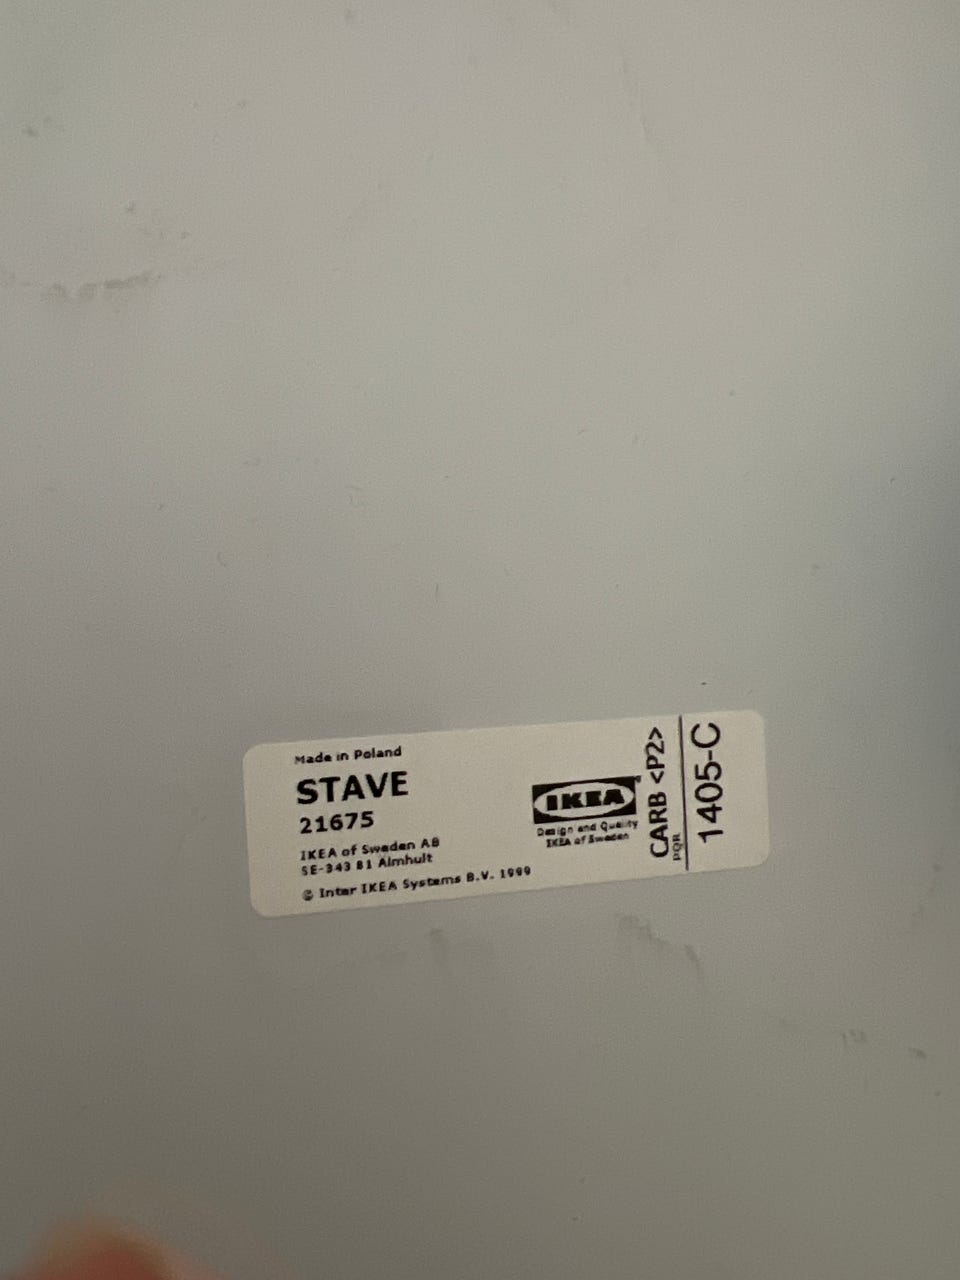 Made in Poland
STAVE
21675
IKEA of Sweden AB
SE-343 81 Älmhult
© Inter IKEA Systems B.V. 1999
IKEA®
Design and Quality
IKEA of Sweden
CARB <P2>
PQR
1405-C